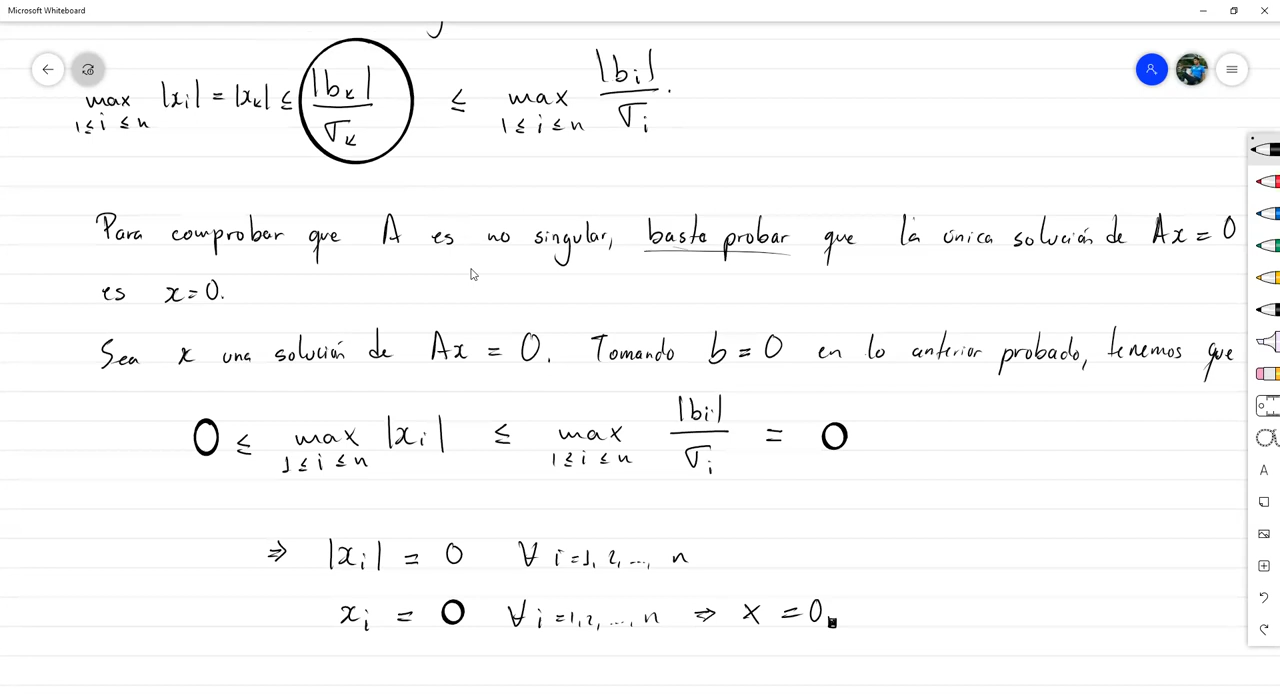 Microsoft Whiteboard
max |xi| = |xk| ≤ |bk| / σk ≤ max |bi| / σi.
1≤i≤n 1≤i≤n
Para comprobar que A es no singular, basta probar que la única solución de Ax = 0
es x=0.
Sea x una solución de Ax = 0. Tomando b=0 en lo anterior probado, tenemos que
0 ≤ max |xi| ≤ max |bi| / σi = 0
1≤i≤n 1≤i≤n
⇒ |xi| = 0 ∀ i=1, 2, ..., n
xi = 0 ∀ i=1, 2, ..., n ⇒ x = 0.
A